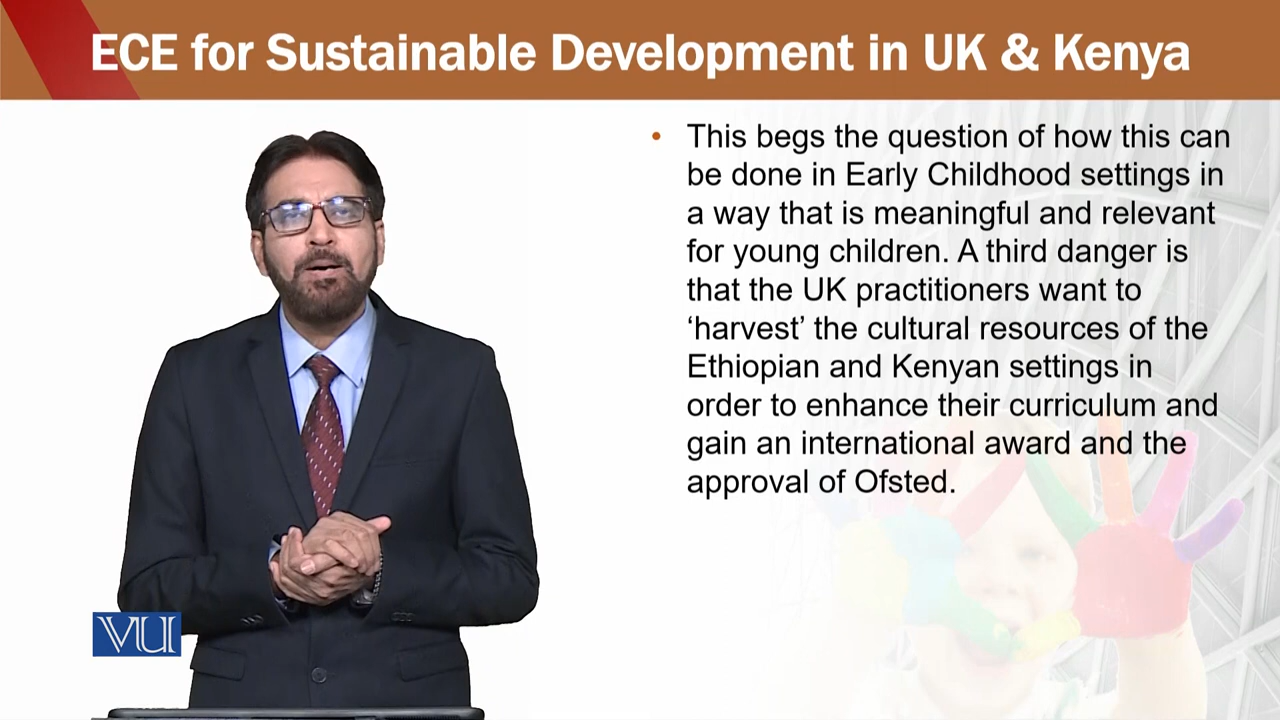 ECE for Sustainable Development in UK & Kenya
• This begs the question of how this can
be done in Early Childhood settings in
a way that is meaningful and relevant
for young children. A third danger is
that the UK practitioners want to
‘harvest’ the cultural resources of the
Ethiopian and Kenyan settings in
order to enhance their curriculum and
gain an international award and the
approval of Ofsted.
VU